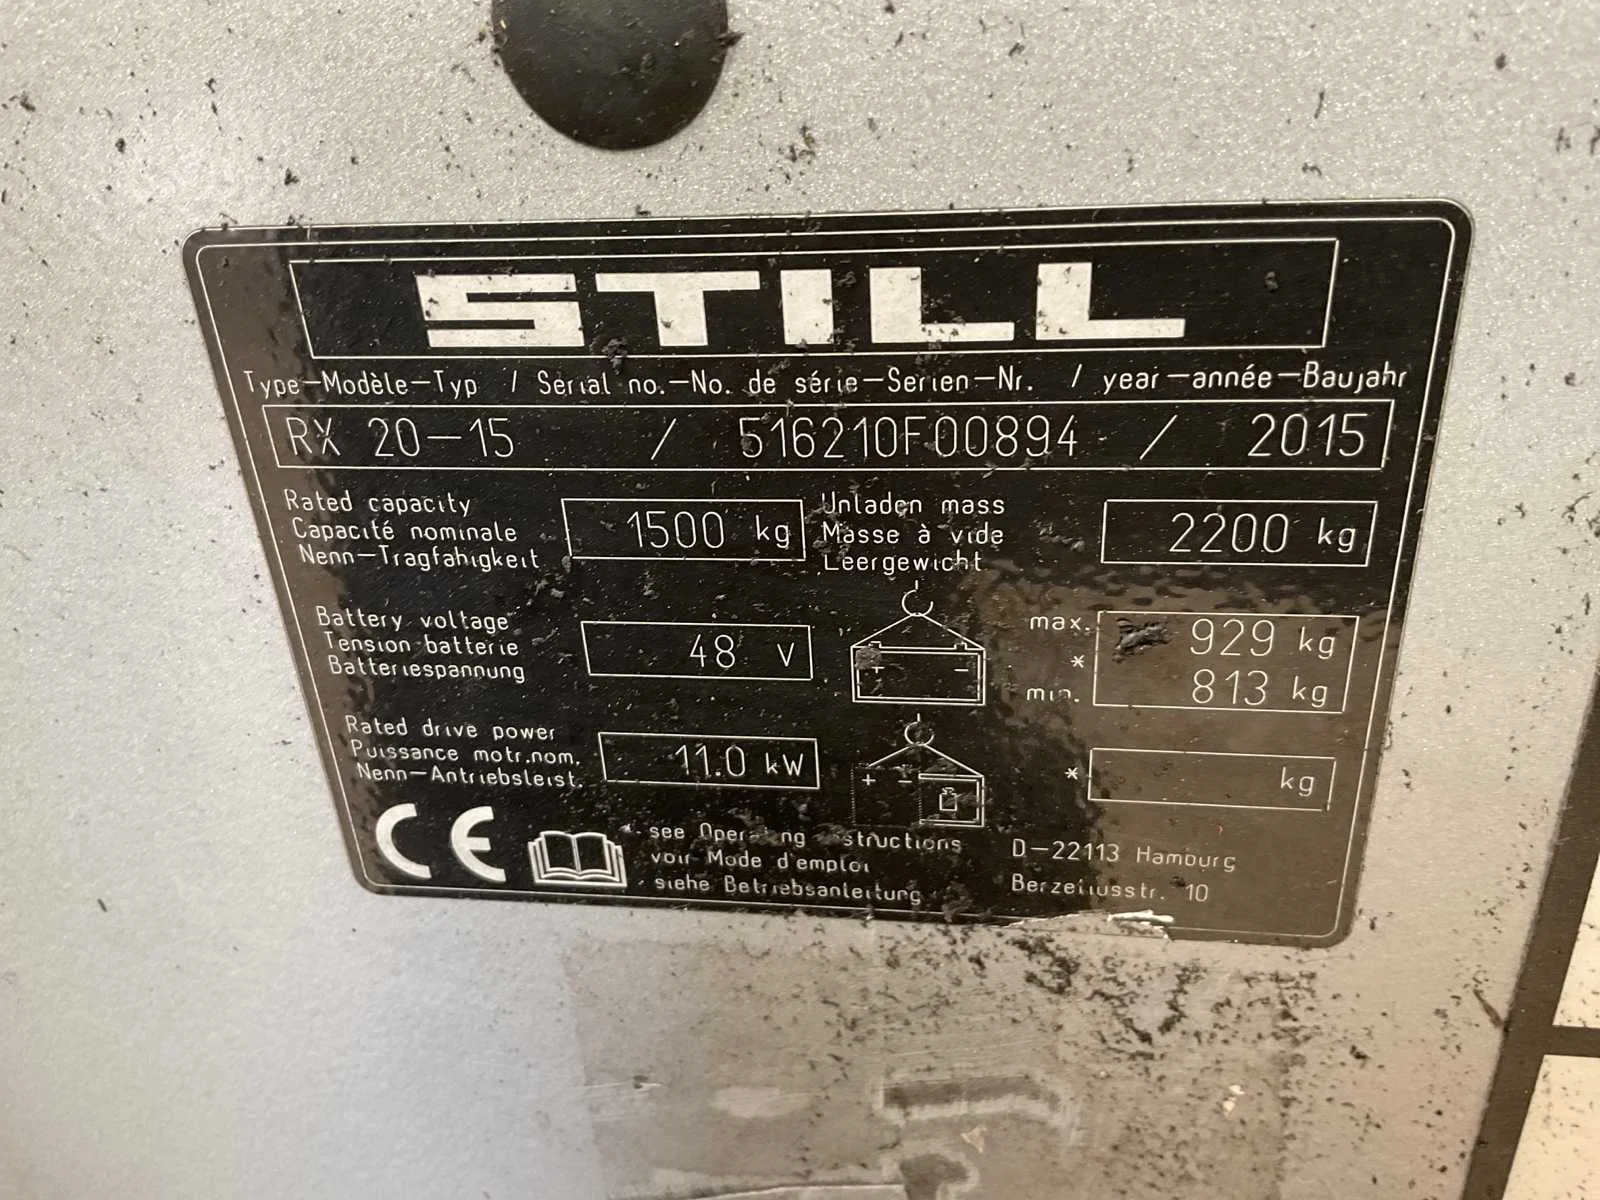 STILL
Type-Modèle-Typ / Serial no.-No. de série-Serien-Nr. / year-année-Baujahr
RX 20-15 / 516210F00894 / 2015
Rated capacity
Capacité nominale
Nenn-Tragfähigkeit
1500 kg
Unladen mass
Masse à vide
Leergewicht
2200 kg
Battery voltage
Tension batterie
Batteriespannung
48 V
+ -
max.
*
min.
929 kg
813 kg
Rated drive power
Puissance motr.nom.
Nenn-Antriebsleist.
11.0 kW
+ -
* kg
CE
see Operating Instructions
voir Mode d'emploi
siehe Betriebsanleitung
D-22113 Hamburg
Berzeliusstr. 10